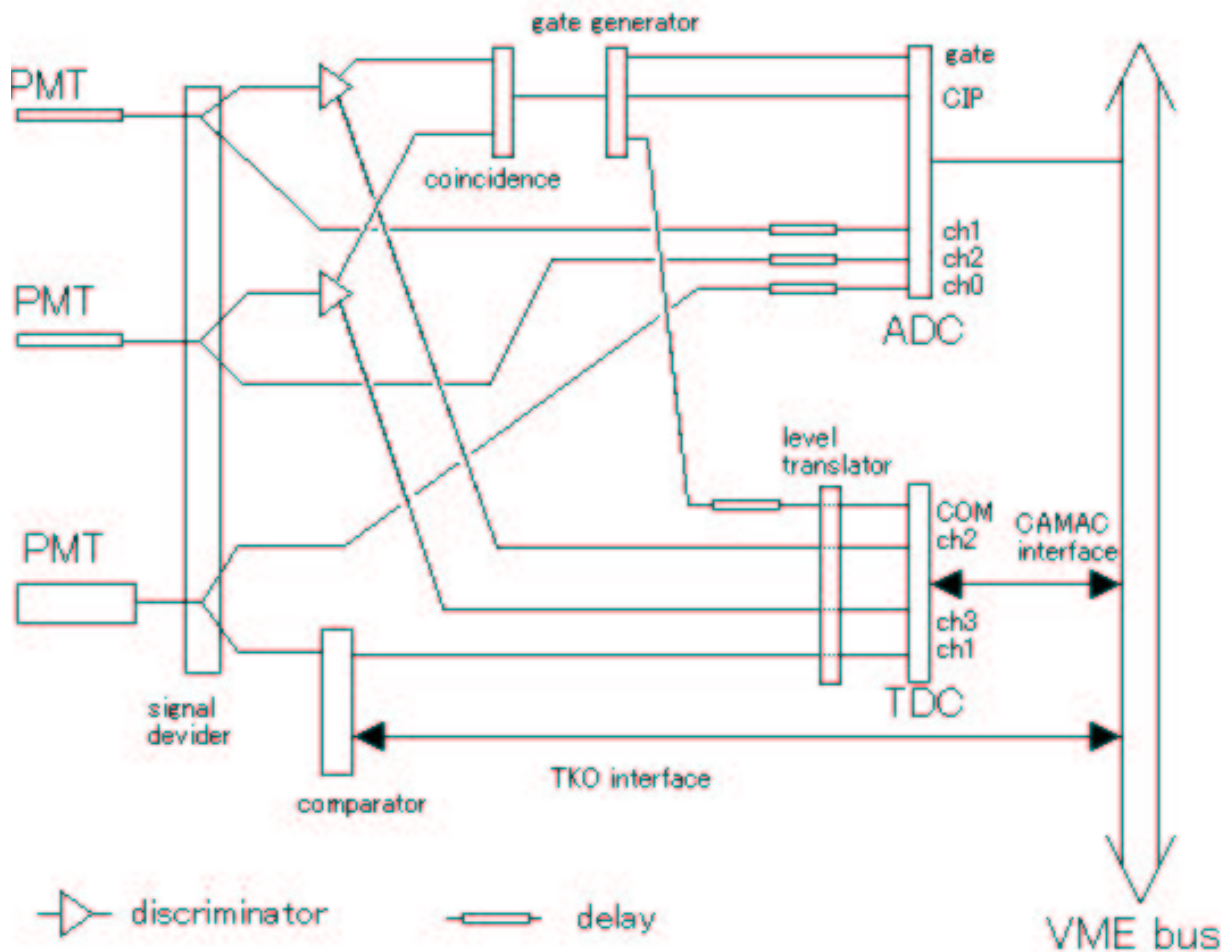 gate generator
PMT
gate
CIP
coincidence
ch1
ch2
ch0
PMT
ADC
level
translator
PMT
COM
ch2
CAMAC
interface
ch3
ch1
TDC
signal
devider
TKO interface
comparator
discriminator
delay
VME bus